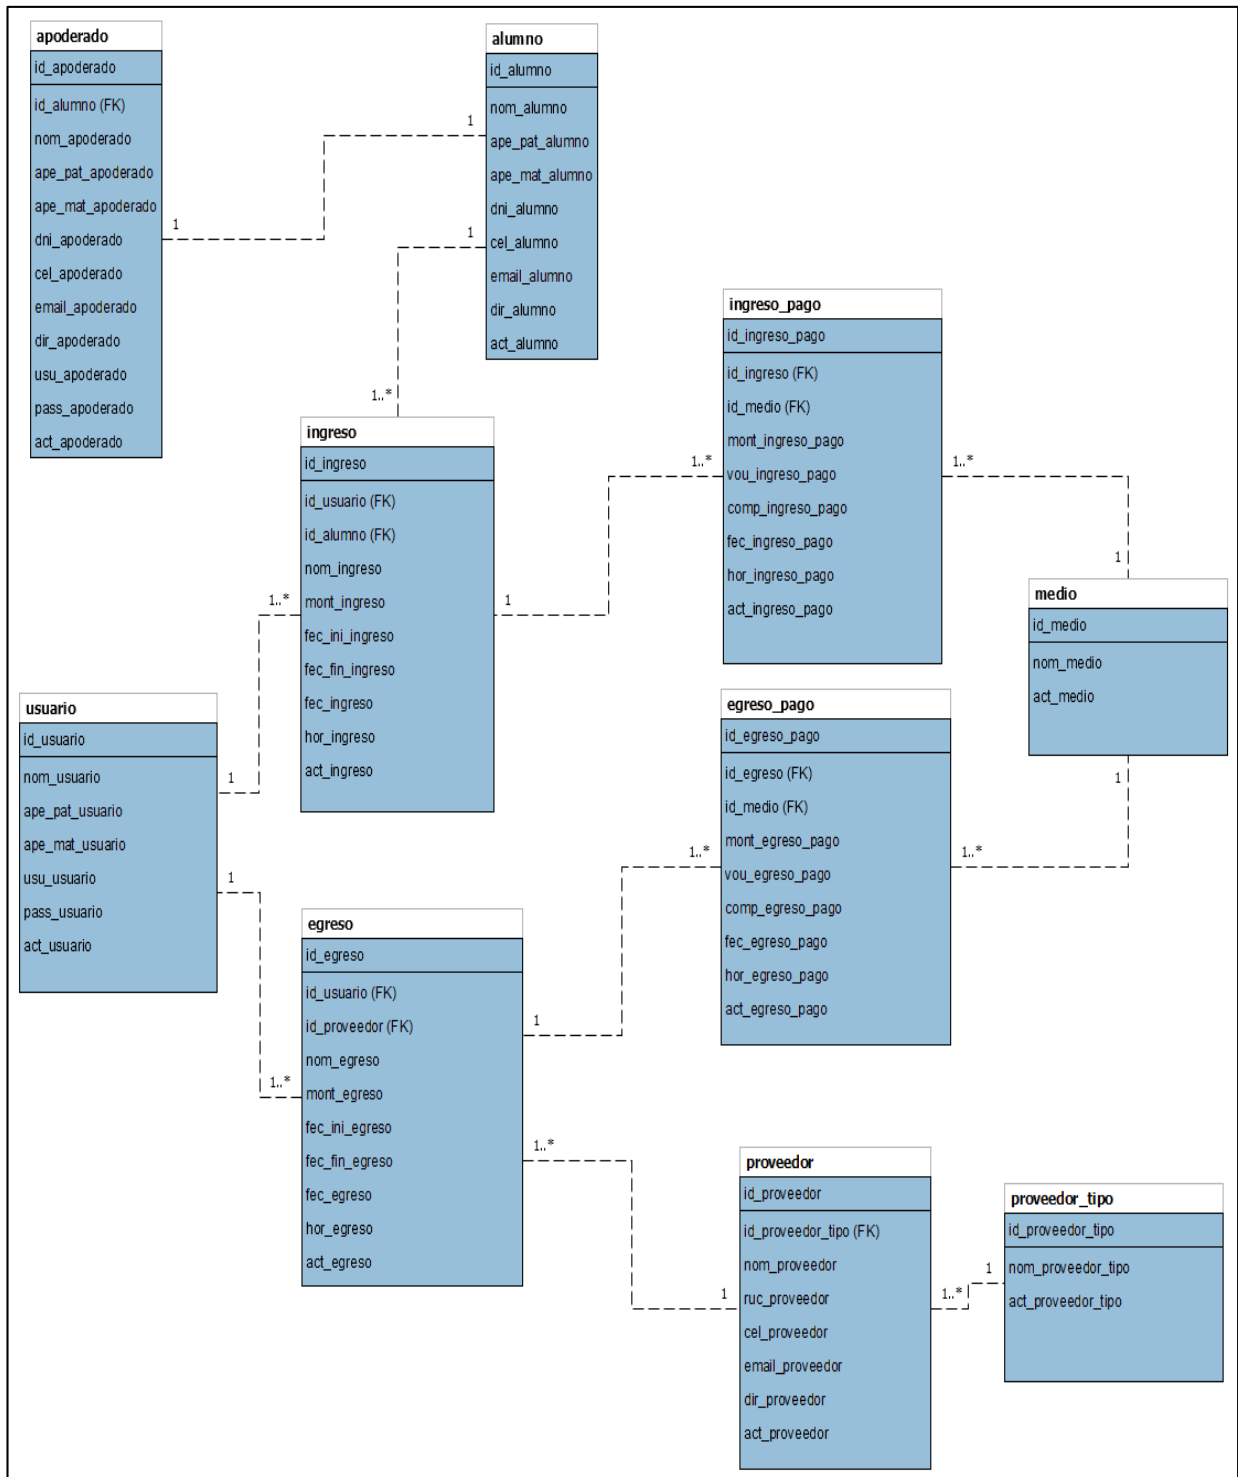 apoderado
id_apoderado
id_alumno (FK)
nom_apoderado
ape_pat_apoderado
ape_mat_apoderado
dni_apoderado
cel_apoderado
email_apoderado
dir_apoderado
usu_apoderado
pass_apoderado
act_apoderado
1
1
alumno
id_alumno
nom_alumno
ape_pat_alumno
ape_mat_alumno
dni_alumno
cel_alumno
email_alumno
dir_alumno
act_alumno
1
1..*
ingreso
id_ingreso
id_usuario (FK)
id_alumno (FK)
nom_ingreso
mont_ingreso
fec_ini_ingreso
fec_fin_ingreso
fec_ingreso
hor_ingreso
act_ingreso
1
1..*
ingreso_pago
id_ingreso_pago
id_ingreso (FK)
id_medio (FK)
mont_ingreso_pago
vou_ingreso_pago
comp_ingreso_pago
fec_ingreso_pago
hor_ingreso_pago
act_ingreso_pago
1..*
1
medio
id_medio
nom_medio
act_medio
1
1..*
usuario
id_usuario
nom_usuario
ape_pat_usuario
ape_mat_usuario
usu_usuario
pass_usuario
act_usuario
1
1..*
1
1..*
egreso
id_egreso
id_usuario (FK)
id_proveedor (FK)
nom_egreso
mont_egreso
fec_ini_egreso
fec_fin_egreso
fec_egreso
hor_egreso
act_egreso
1
1..*
egreso_pago
id_egreso_pago
id_egreso (FK)
id_medio (FK)
mont_egreso_pago
vou_egreso_pago
comp_egreso_pago
fec_egreso_pago
hor_egreso_pago
act_egreso_pago
1..*
1
proveedor
id_proveedor
id_proveedor_tipo (FK)
nom_proveedor
ruc_proveedor
cel_proveedor
email_proveedor
dir_proveedor
act_proveedor
1..*
1
proveedor_tipo
id_proveedor_tipo
nom_proveedor_tipo
act_proveedor_tipo